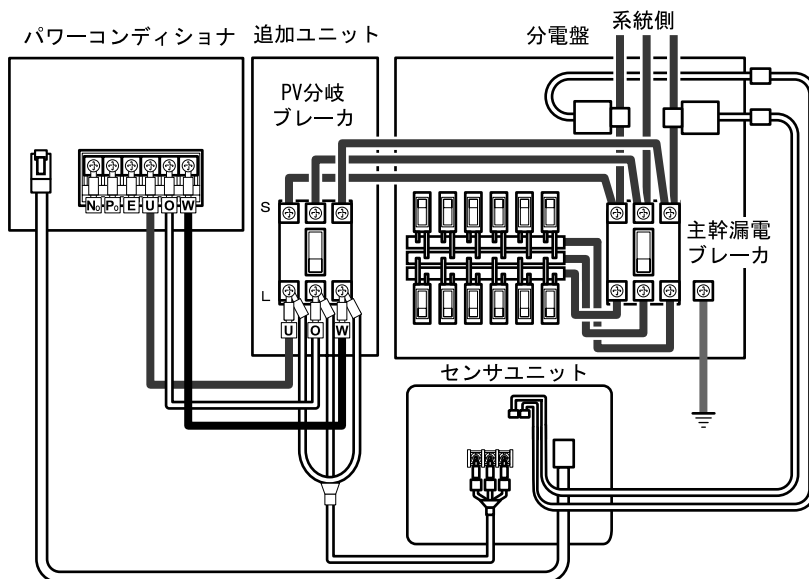 パワーコンディショナ
追加ユニット
分電盤
系統側
PV分岐
ブレーカ
N₀ P₀ E U O W
S
L
U O W
主幹漏電
ブレーカ
センサユニット